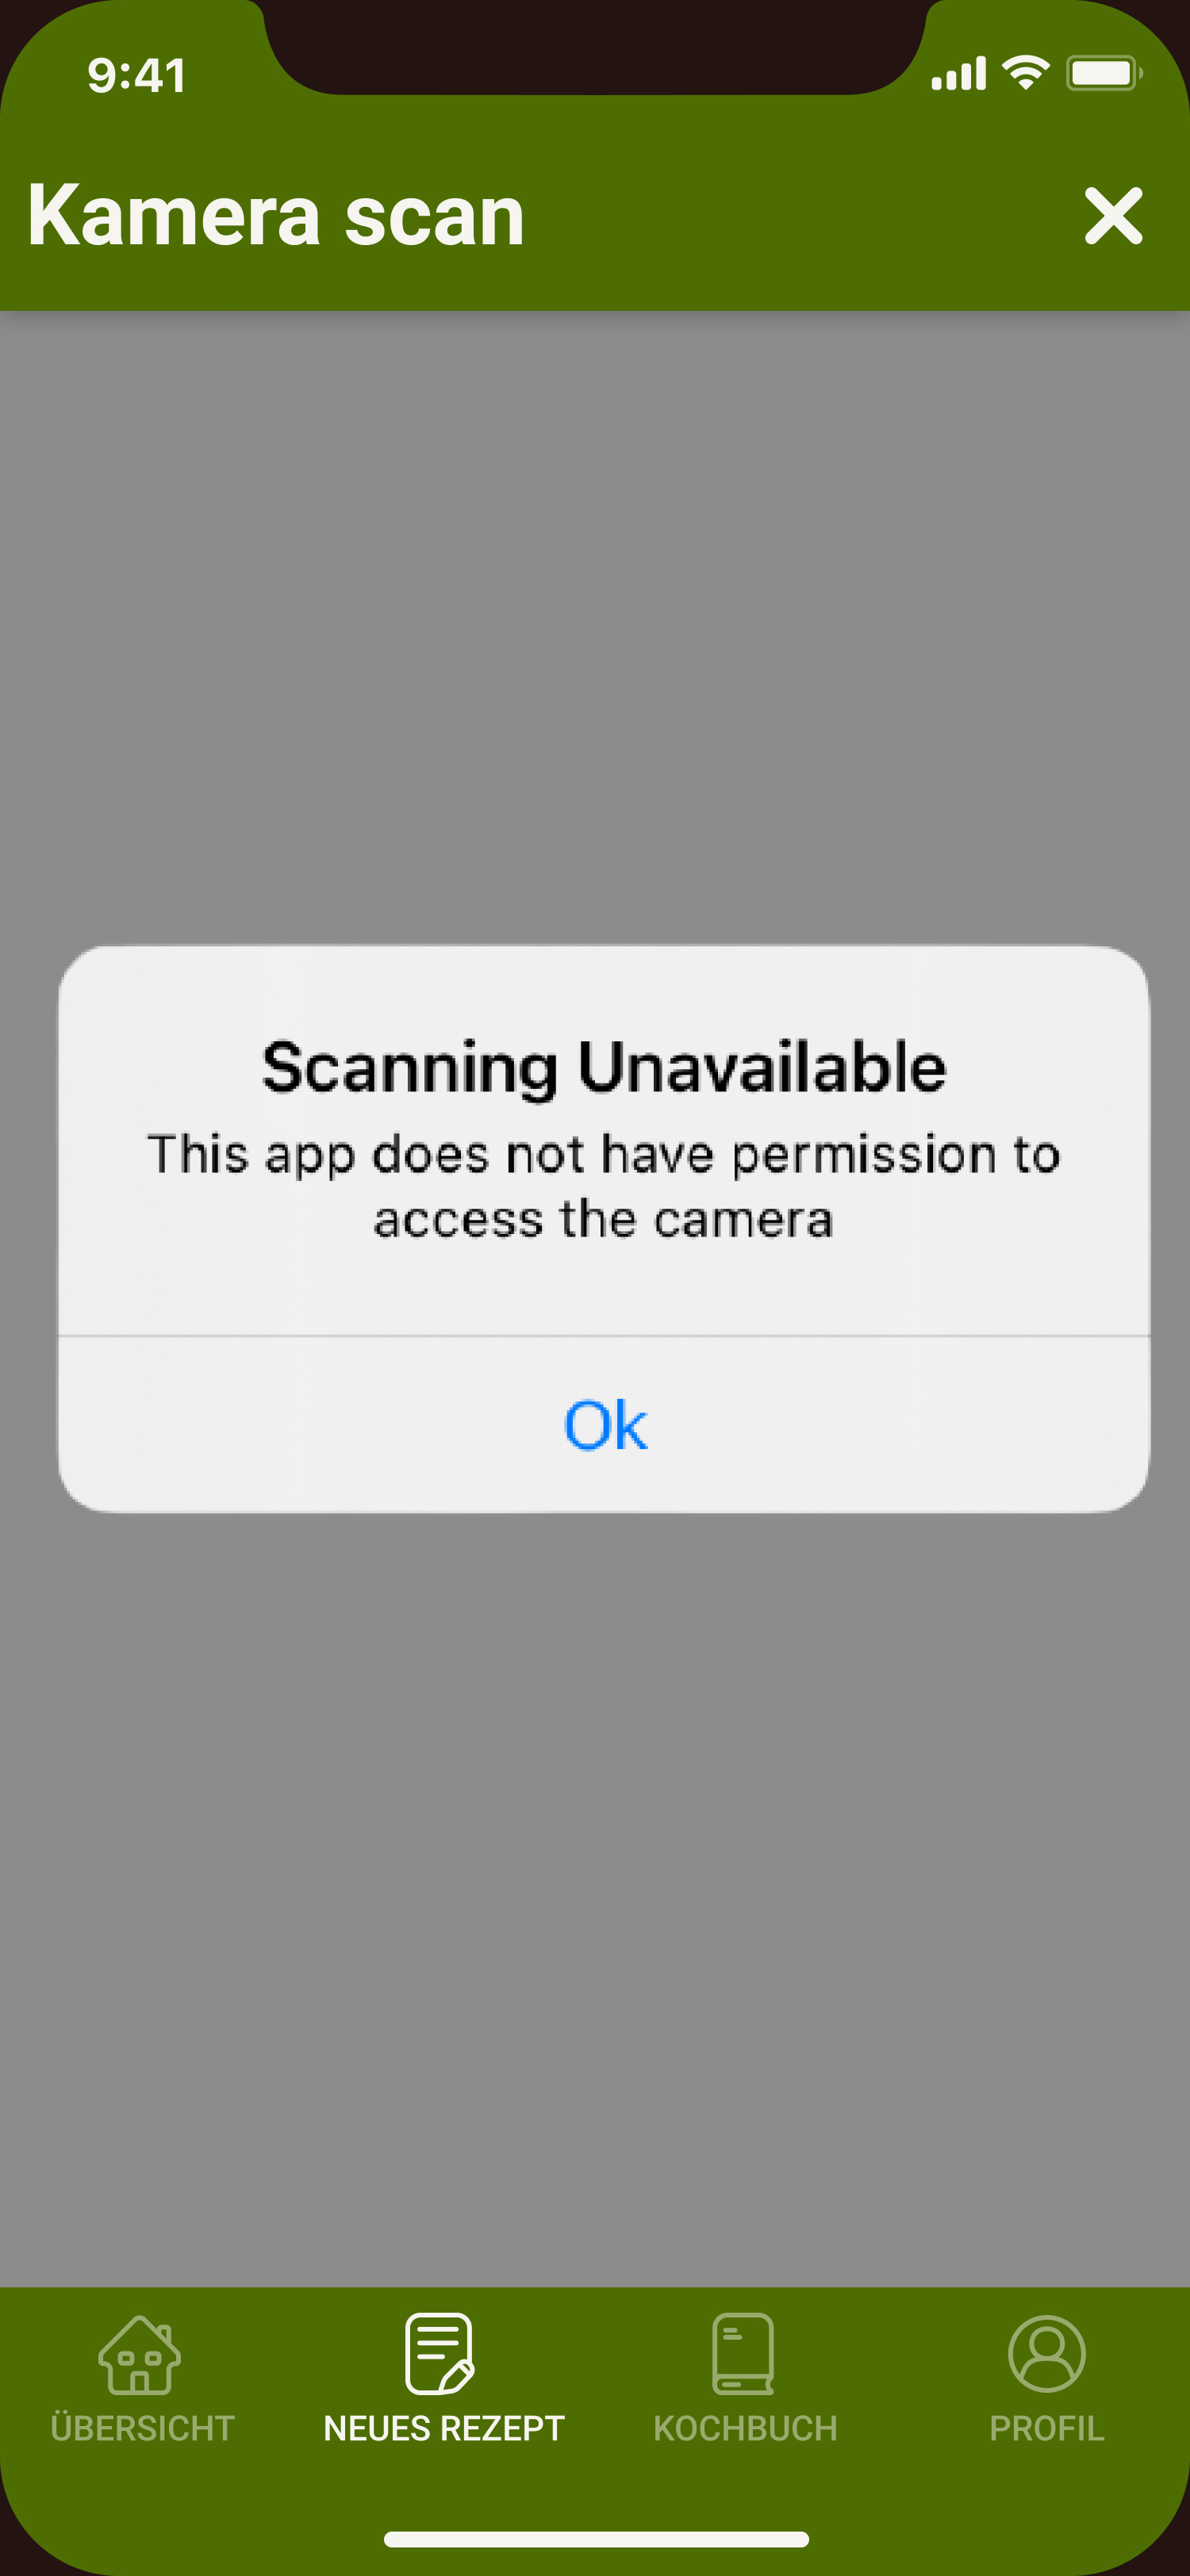 9:41
Kamera scan
Scanning Unavailable
This app does not have permission to
access the camera
Ok
ÜBERSICHT
NEUES REZEPT
KOCHBUCH
PROFIL